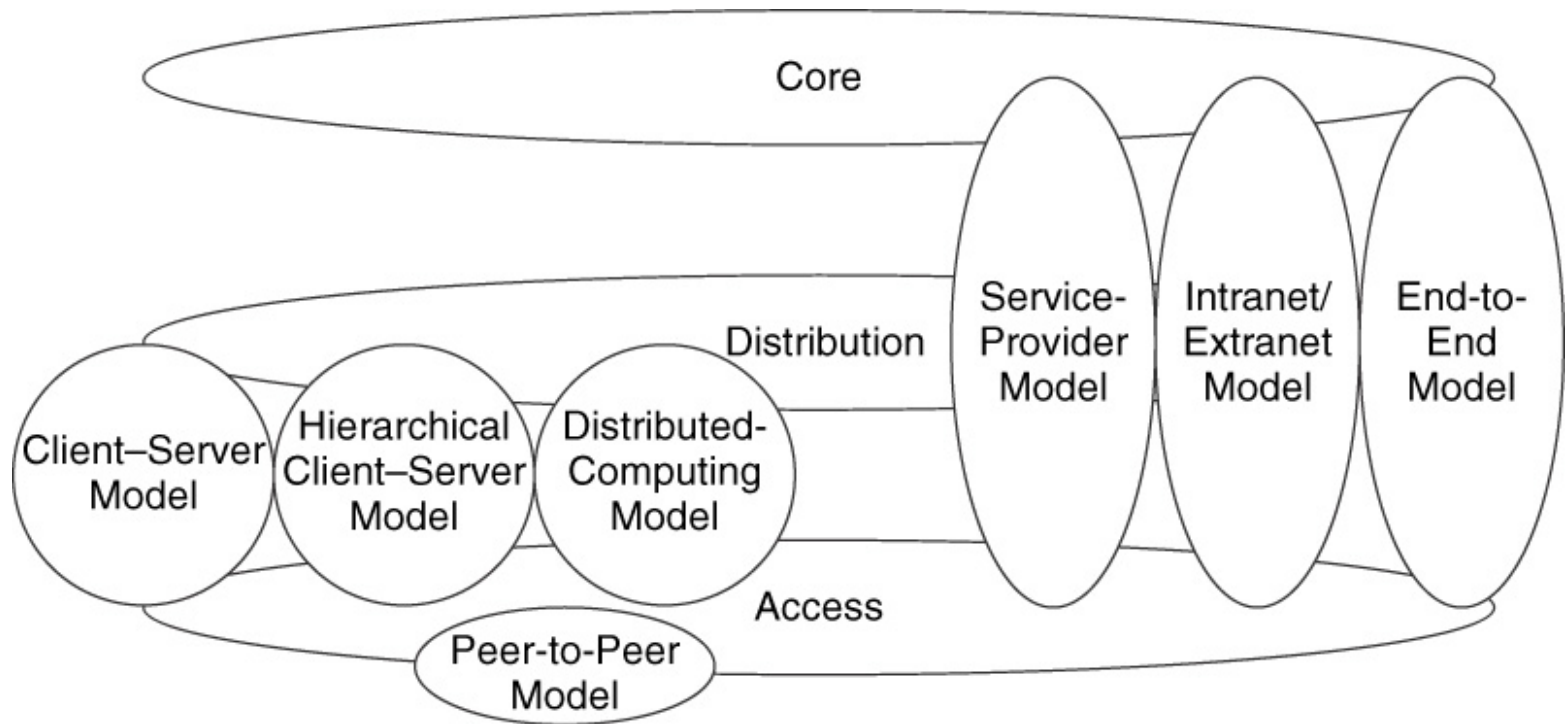 Core
Distribution
Service-
Provider
Model
Intranet/
Extranet
Model
End-to-
End
Model
Client–Server
Model
Hierarchical
Client–Server
Model
Distributed-
Computing
Model
Access
Peer-to-Peer
Model